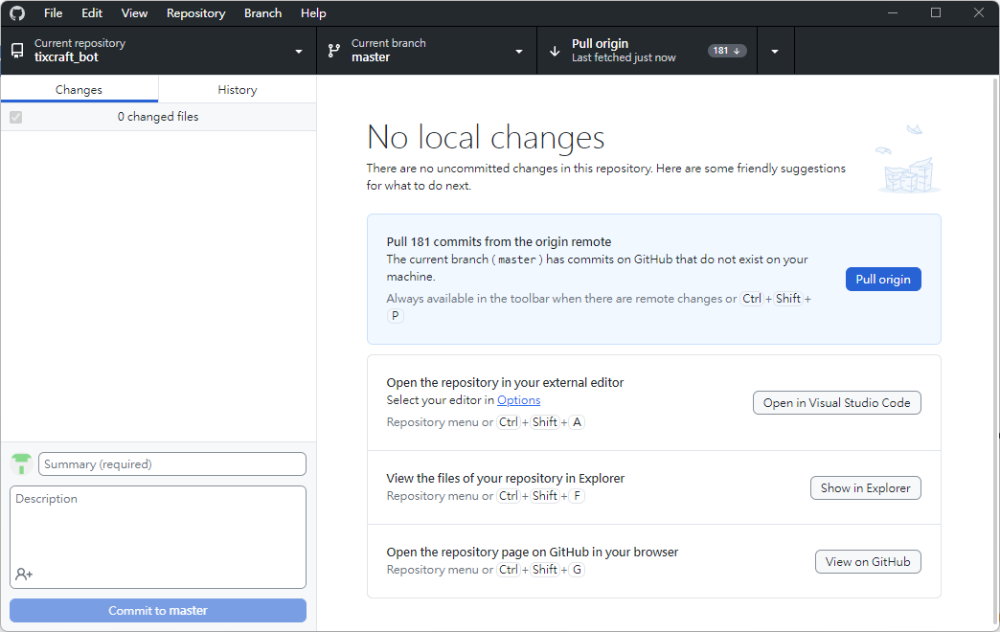 File Edit View Repository Branch Help
Current repository
tixcraft_bot
Current branch
master
Pull origin
Last fetched just now
181
Changes
History
0 changed files
No local changes
There are no uncommitted changes in this repository. Here are some friendly suggestions
for what to do next.
Pull 181 commits from the origin remote
The current branch (master) has commits on GitHub that do not exist on your
machine.
Always available in the toolbar when there are remote changes or Ctrl + Shift +
P
Pull origin
Open the repository in your external editor
Select your editor in Options
Repository menu or Ctrl + Shift + A
Open in Visual Studio Code
View the files of your repository in Explorer
Repository menu or Ctrl + Shift + F
Show in Explorer
Open the repository page on GitHub in your browser
Repository menu or Ctrl + Shift + G
View on GitHub
Summary (required)
Description
Commit to master